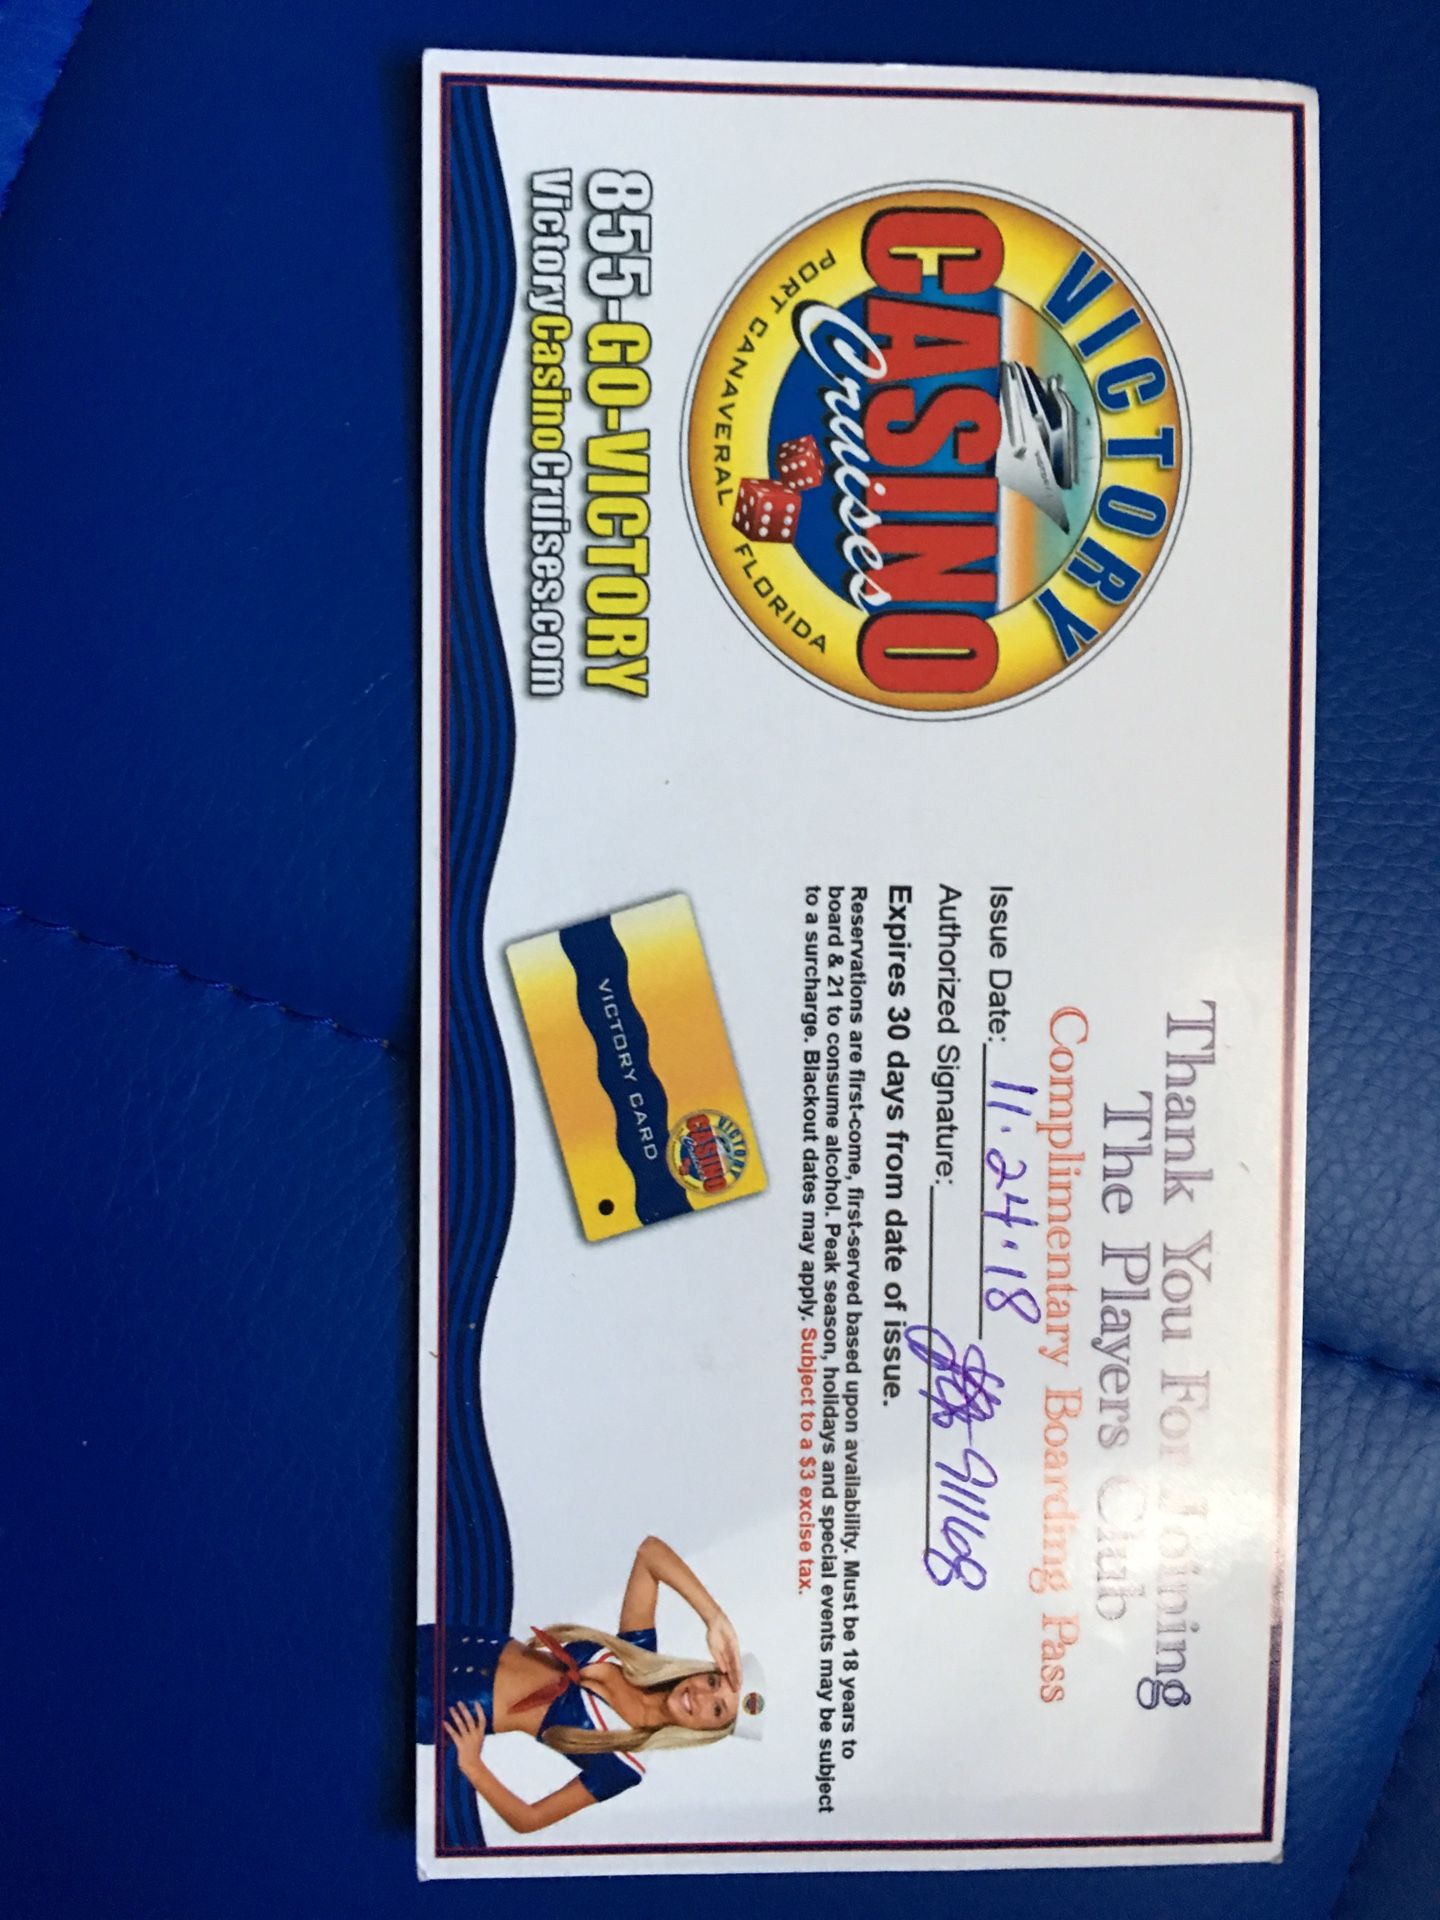 VICTORY
CASINO
Cruises
PORT CANAVERAL FLORIDA
855-GO-VICTORY
VictoryCasinoCruises.com
Thank You For Joining
The Players Club
Complimentary Boarding Pass
Issue Date: 11.24.18
Authorized Signature: 91168
Expires 30 days from date of issue.
Reservations are first-come, first-served based upon availability. Must be 18 years to
board & 21 to consume alcohol. Peak season, holidays and special events may be subject
to a surcharge. Blackout dates may apply. Subject to a $3 excise tax.
VICTORY CARD
VICTORY
CASINO
Cruises